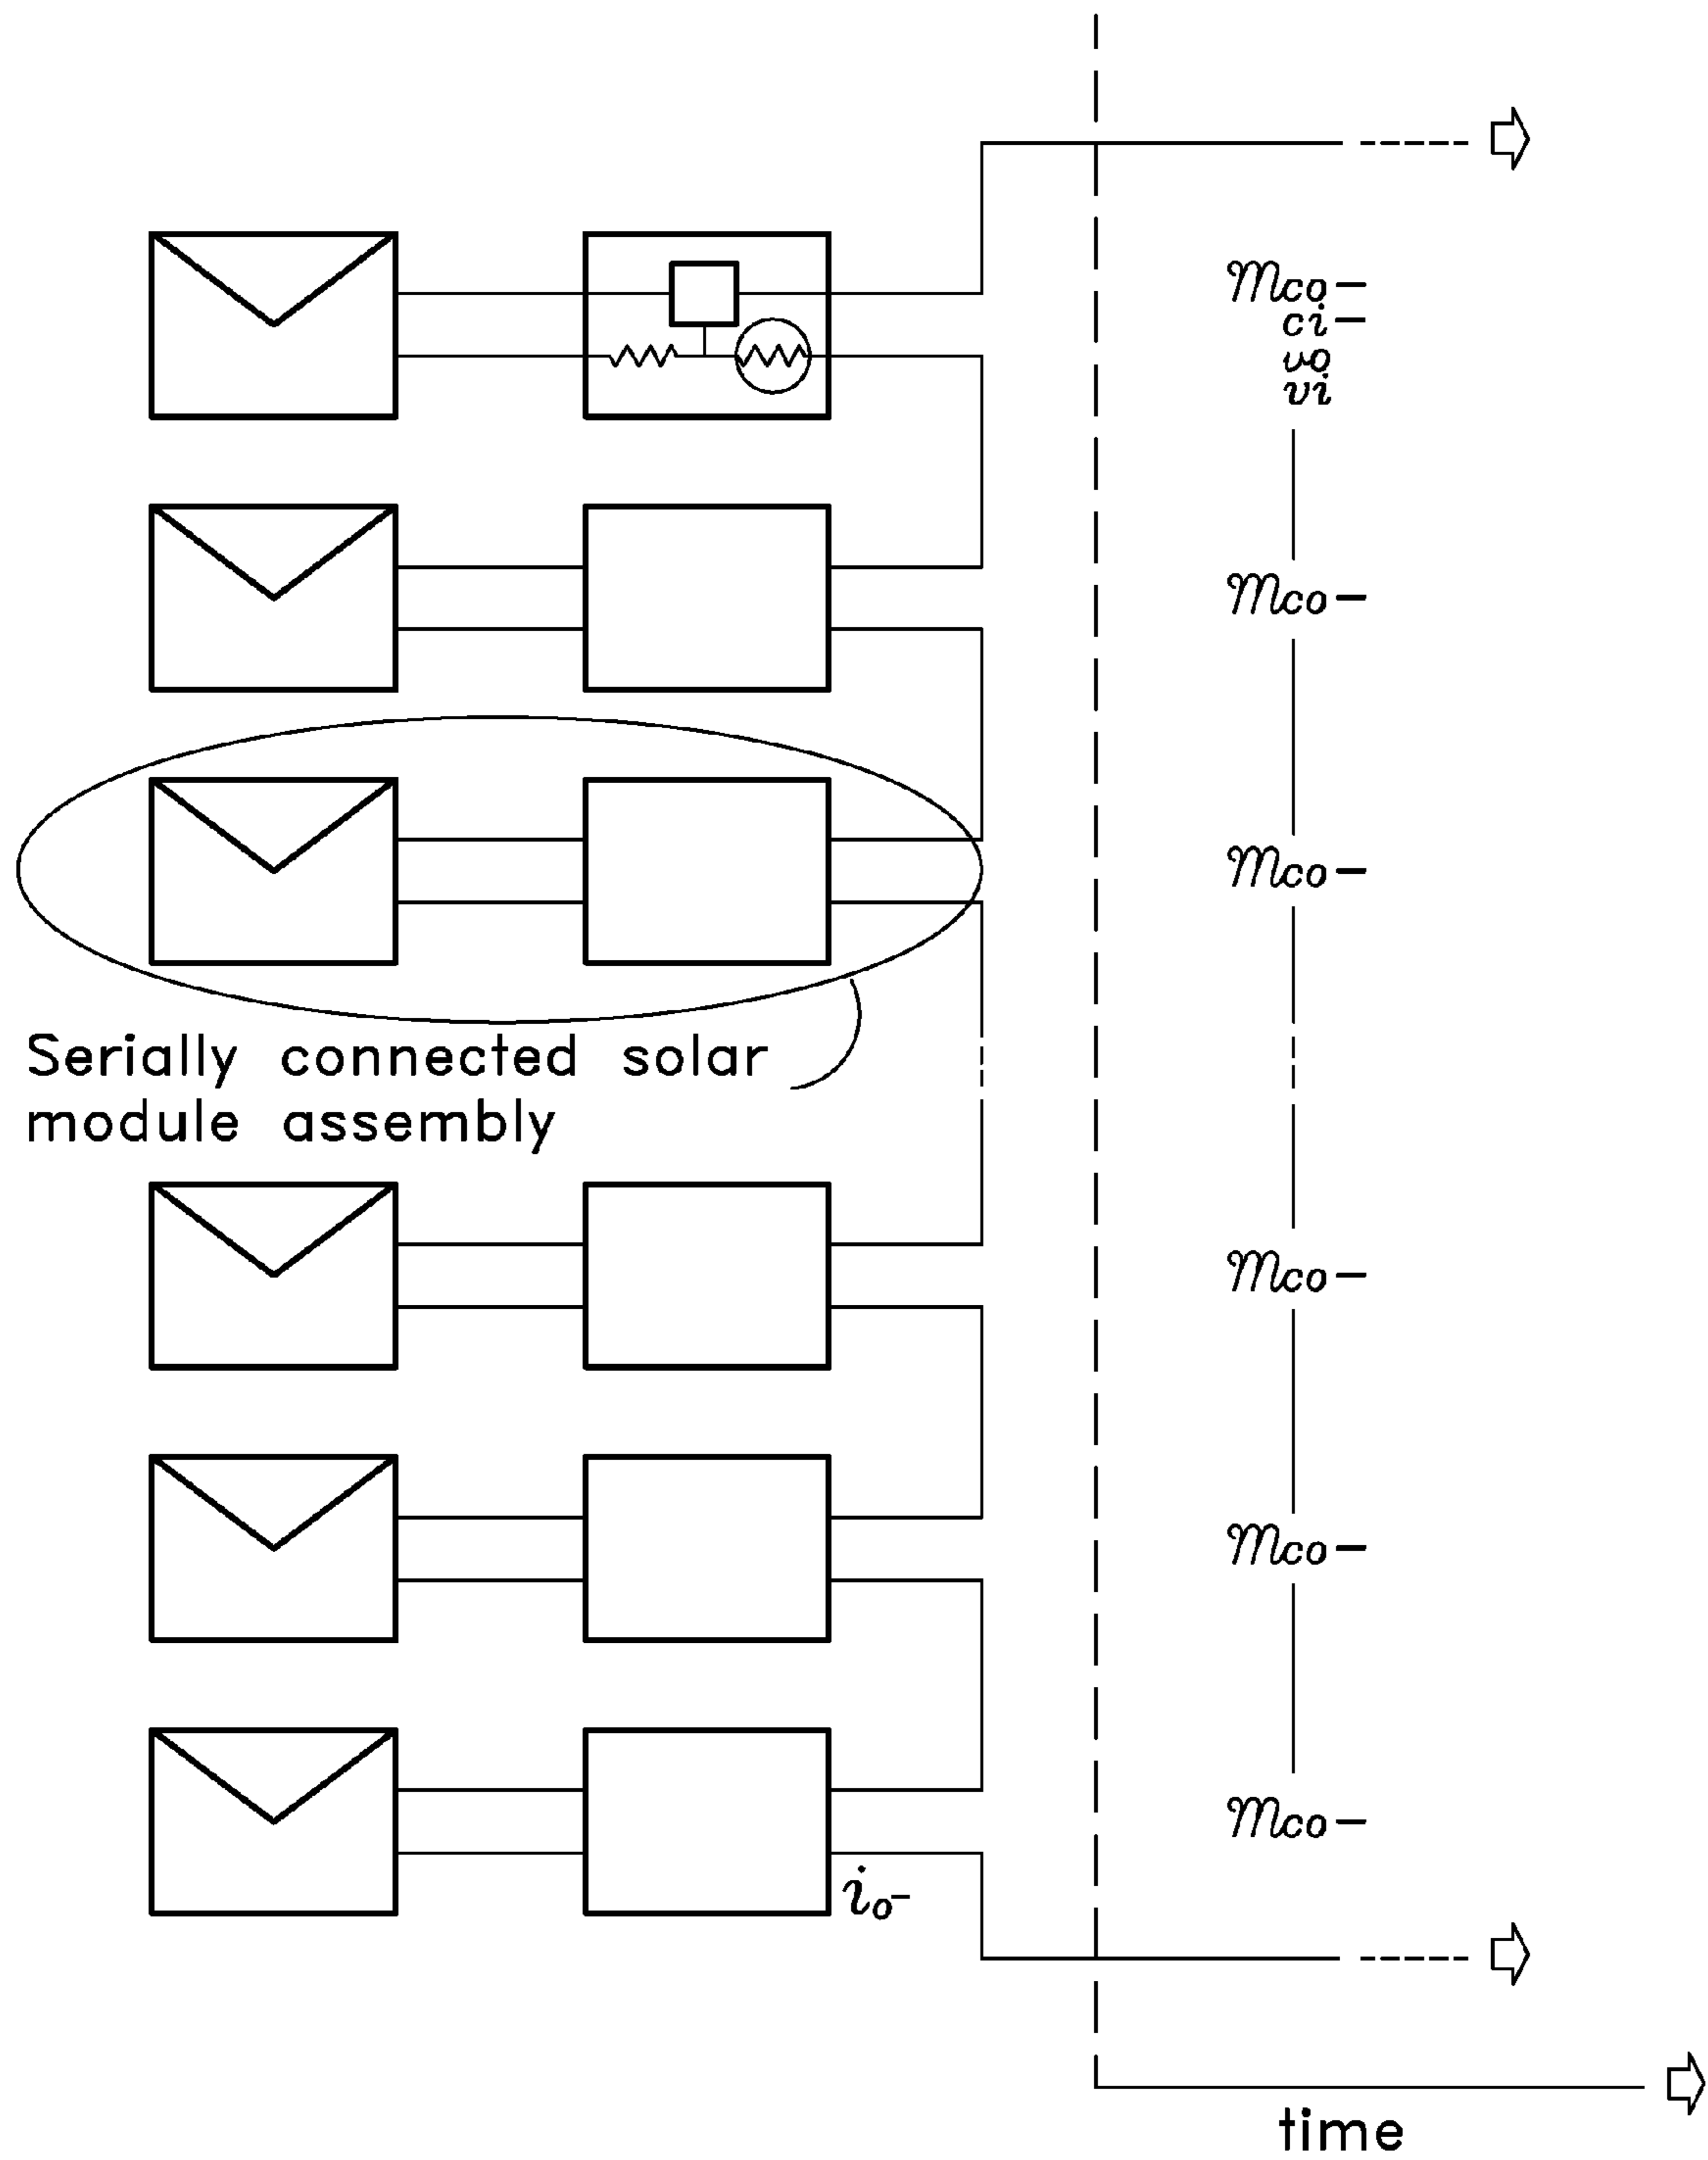 mco-
ci-
vo
vi
mco-
mco-
Serially connected solar
module assembly
mco-
mco-
mco-
io-
time